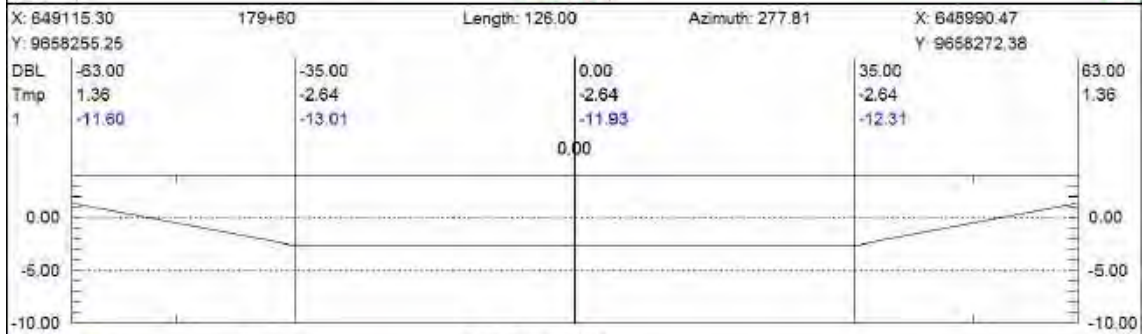 X: 649115.30 179+60 Length: 126.00 Azimuth: 277.81 X: 648990.47
Y: 9658255.25 Y: 9658272.38
DBL -63.00 -35.00 0.00 35.00 63.00
Tmp 1.36 -2.64 -2.64 -2.64 1.36
1 -11.60 -13.01 -11.93 -12.31
0.00
0.00 0.00
-5.00 -5.00
-10.00 -10.00